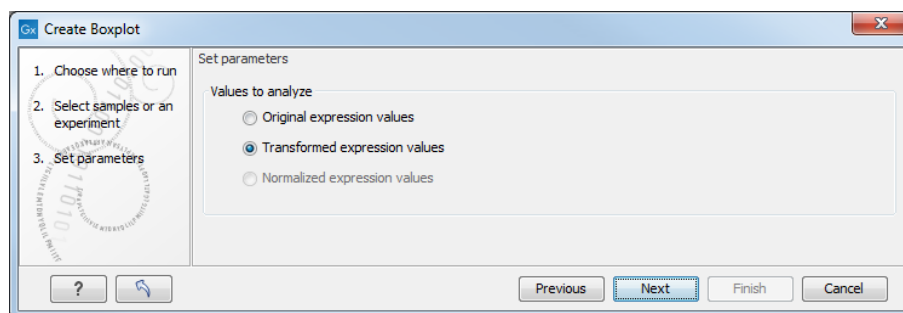 Gx Create Boxplot
Set parameters
1. Choose where to run
2. Select samples or an
experiment
3. Set parameters
Values to analyze
Original expression values
Transformed expression values
Normalized expression values
? Previous Next Finish Cancel